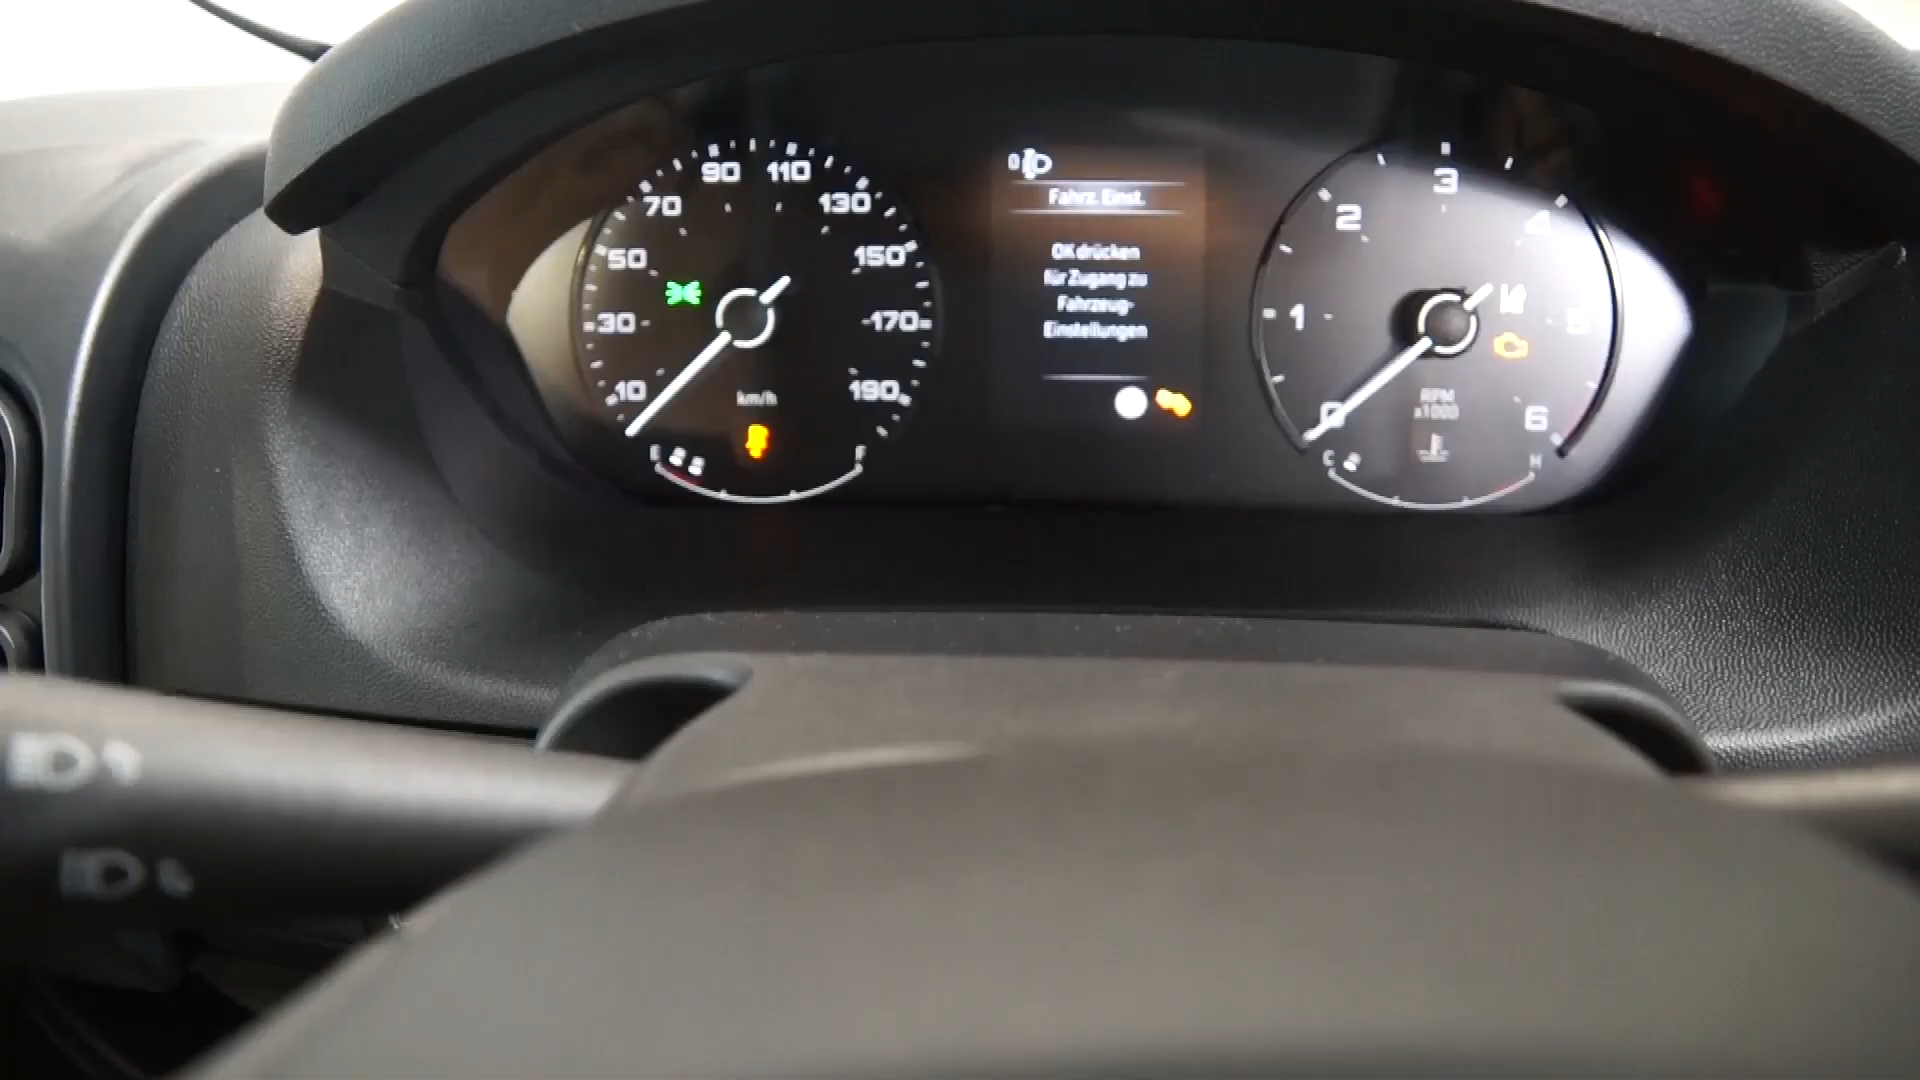 90 110
70 130
50 150
30 170
10 190
km/h
E F
0
Fahrz. Einst.
OK drücken
für Zugang zu
Fahrzeug-
Einstellungen
3
2 4
1 5
0 6
RPM
x1000
C H